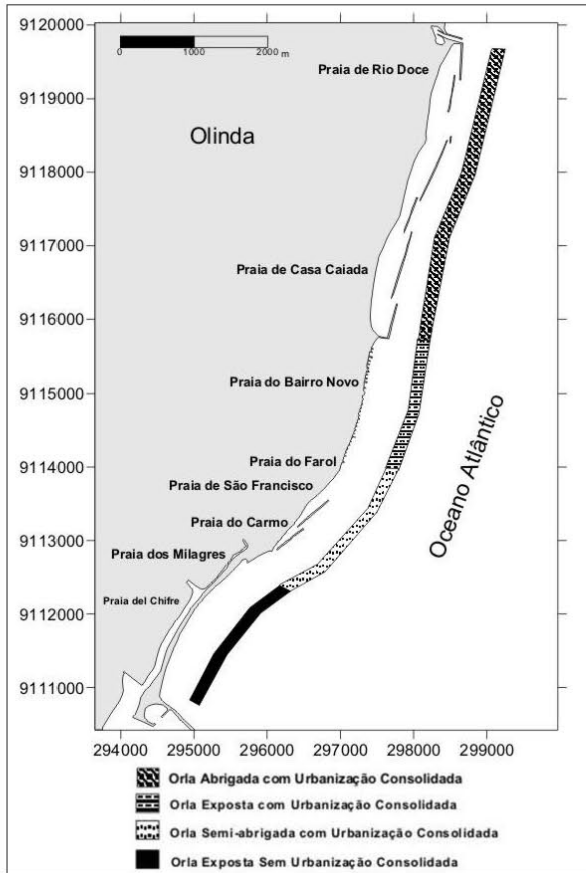 9120000
0 1000 2000 m
Praia de Rio Doce
9119000
Olinda
9118000
9117000
Praia de Casa Caiada
9116000
Praia do Bairro Novo
9115000
Praia do Farol
9114000
Praia de São Francisco
Oceano Atlântico
Praia do Carmo
9113000
Praia dos Milagres
Praia del Chifre
9112000
9111000
294000 295000 296000 297000 298000 299000
Orla Abrigada com Urbanização Consolidada
Orla Exposta com Urbanização Consolidada
Orla Semi-abrigada com Urbanização Consolidada
Orla Exposta Sem Urbanização Consolidada